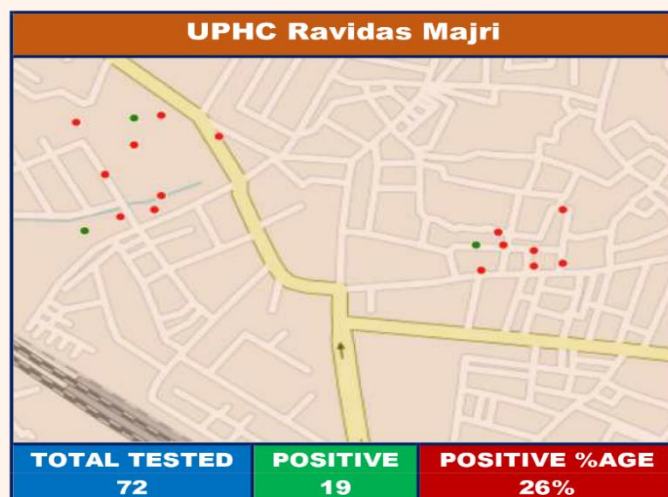 UPHC Ravidas Majri
TOTAL TESTED POSITIVE POSITIVE %AGE
72 19 26%